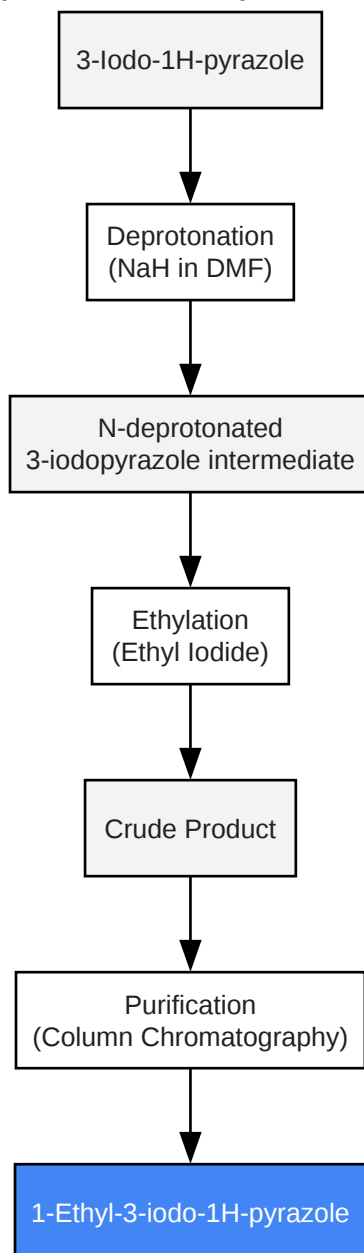 3-Iodo-1H-pyrazole
Deprotonation
(NaH in DMF)
N-deprotonated
3-iodopyrazole intermediate
Ethylation
(Ethyl Iodide)
Crude Product
Purification
(Column Chromatography)
1-Ethyl-3-iodo-1H-pyrazole